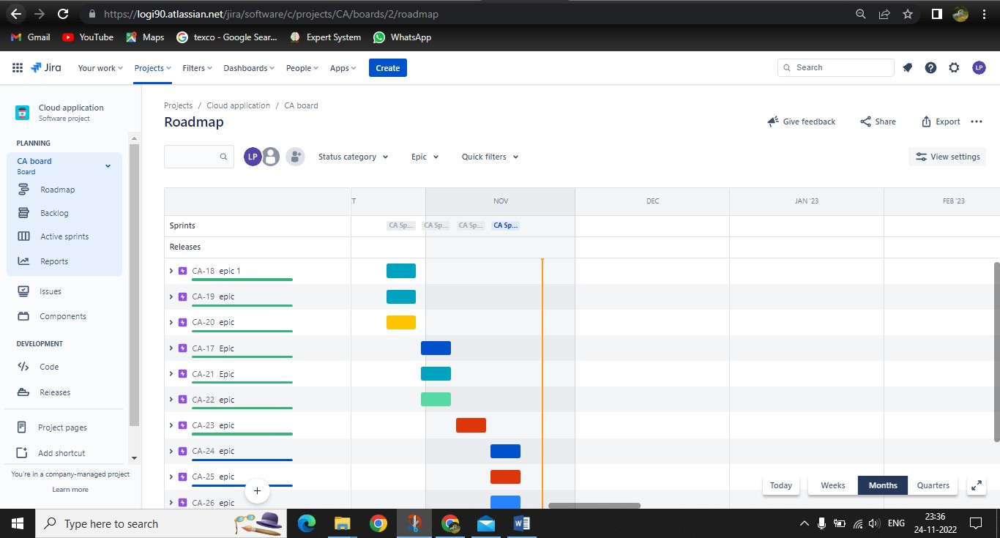 https://logi90.atlassian.net/jira/software/c/projects/CA/boards/2/roadmap
Gmail YouTube Maps texco - Google Sear... Expert System WhatsApp
Jira Your work Projects Filters Dashboards People Apps Create Search LP
Cloud application
Software project
PLANNING
CA board
Board
Roadmap
Backlog
Active sprints
Reports
Issues
Components
DEVELOPMENT
Code
Releases
Project pages
Add shortcut
You're in a company-managed project
Learn more
Projects / Cloud application / CA board
Roadmap
Give feedback Share Export
LP Status category Epic Quick filters View settings
T NOV DEC JAN '23 FEB '23
Sprints CA Sp... CA Sp... CA Sp... CA Sp...
Releases
CA-18 epic 1
CA-19 epic
CA-20 epic
CA-17 Epic
CA-21 Epic
CA-22 epic
CA-23 epic
CA-24 epic
CA-25 epic
CA-26 epic
Today Weeks Months Quarters
Type here to search
ENG
23:36
24-11-2022